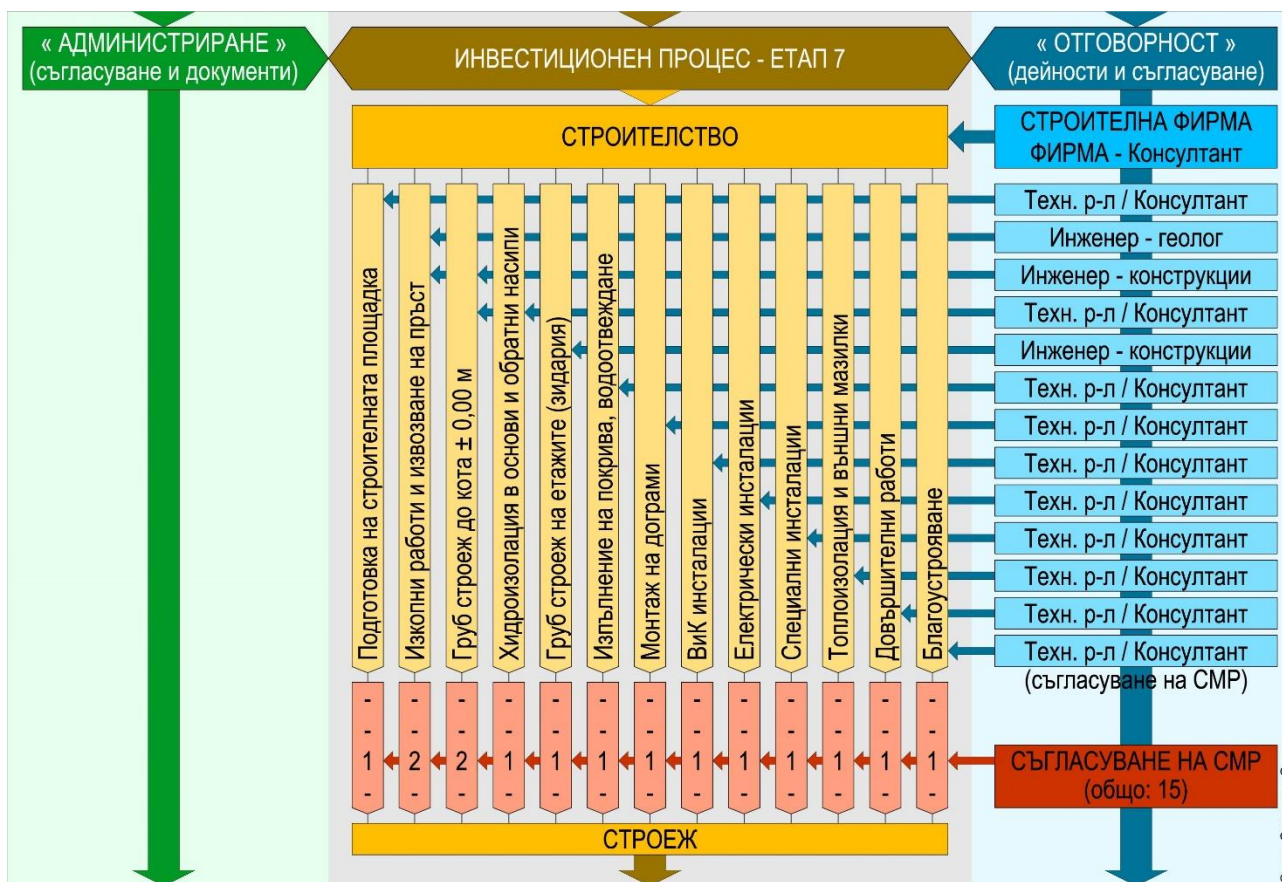 « АДМИНИСТРИРАНЕ »
(съгласуване и документи)
ИНВЕСТИЦИОНЕН ПРОЦЕС - ЕТАП 7
« ОТГОВОРНОСТ »
(дейности и съгласуване)
СТРОИТЕЛСТВО
СТРОИТЕЛНА ФИРМА
ФИРМА - Консултант
Подготовка на строителната площадка
Изкопни работи и извозване на пръст
Груб строеж до кота ± 0,00 м
Хидроизолация в основи и обратни насипи
Груб строеж на етажите (зидария)
Изпълнение на покрива, водоотвеждане
Монтаж на дограми
ВиК инсталации
Електрически инсталации
Специални инсталации
Топлоизолация и външни мазилки
Довършителни работи
Благоустрояване
Техн. р-л / Консултант
Инженер - геолог
Инженер - конструкции
Техн. р-л / Консултант
Инженер - конструкции
Техн. р-л / Консултант
Техн. р-л / Консултант
Техн. р-л / Консултант
Техн. р-л / Консултант
Техн. р-л / Консултант
Техн. р-л / Консултант
Техн. р-л / Консултант
Техн. р-л / Консултант
(съгласуване на СМР)
- - - - - - - - - - - - -
- - - - - - - - - - - - -
1 2 2 1 1 1 1 1 1 1 1 1 1
- - - - - - - - - - - - -
СЪГЛАСУВАНЕ НА СМР
(общо: 15)
СТРОЕЖ